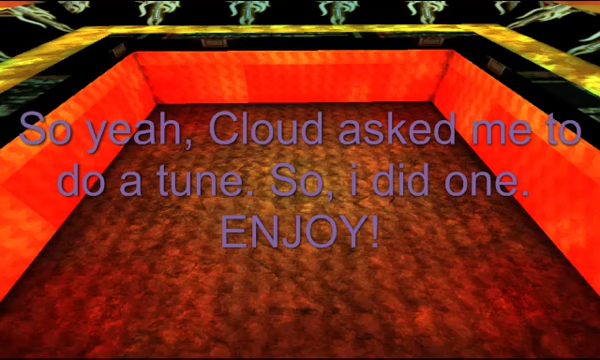 So yeah, Cloud asked me to
do a tune. So, i did one.
ENJOY!